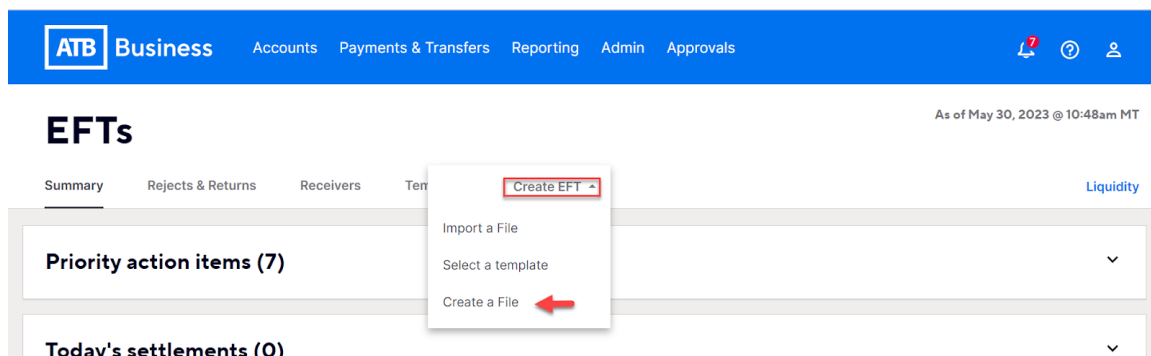 ATB Business Accounts Payments & Transfers Reporting Admin Approvals 7
As of May 30, 2023 @ 10:48am MT
EFTs
Summary Rejects & Returns Receivers Tem Create EFT Liquidity
Import a File
Select a template
Create a File
Priority action items (7)
Today's settlements (0)